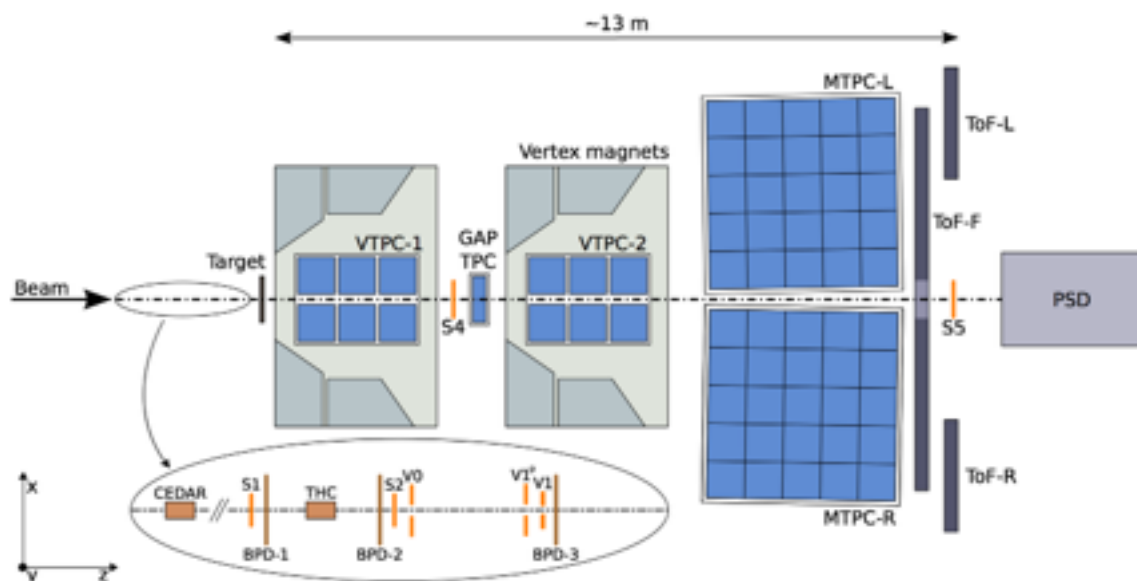 ~13 m
MTPC-L
ToF-L
Vertex magnets
ToF-F
VTPC-1
GAP
TPC
VTPC-2
Target
Beam
PSD
S4
S5
S1
CEDAR
THC
S2
V0
V1p
V1
BPD-1
BPD-2
BPD-3
MTPC-R
ToF-R
x
y
z